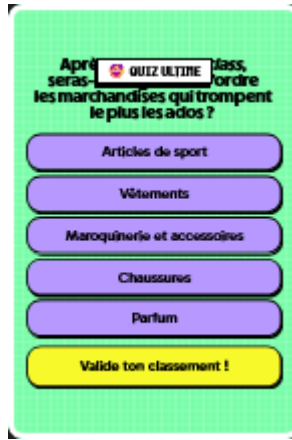 QUIZ ULTIME
Aprè class,
seras- l'ordre
les marchandises qui trompent
le plus les ados ?
Articles de sport
Vêtements
Maroquinerie et accessoires
Chaussures
Parfum
Valide ton classement !